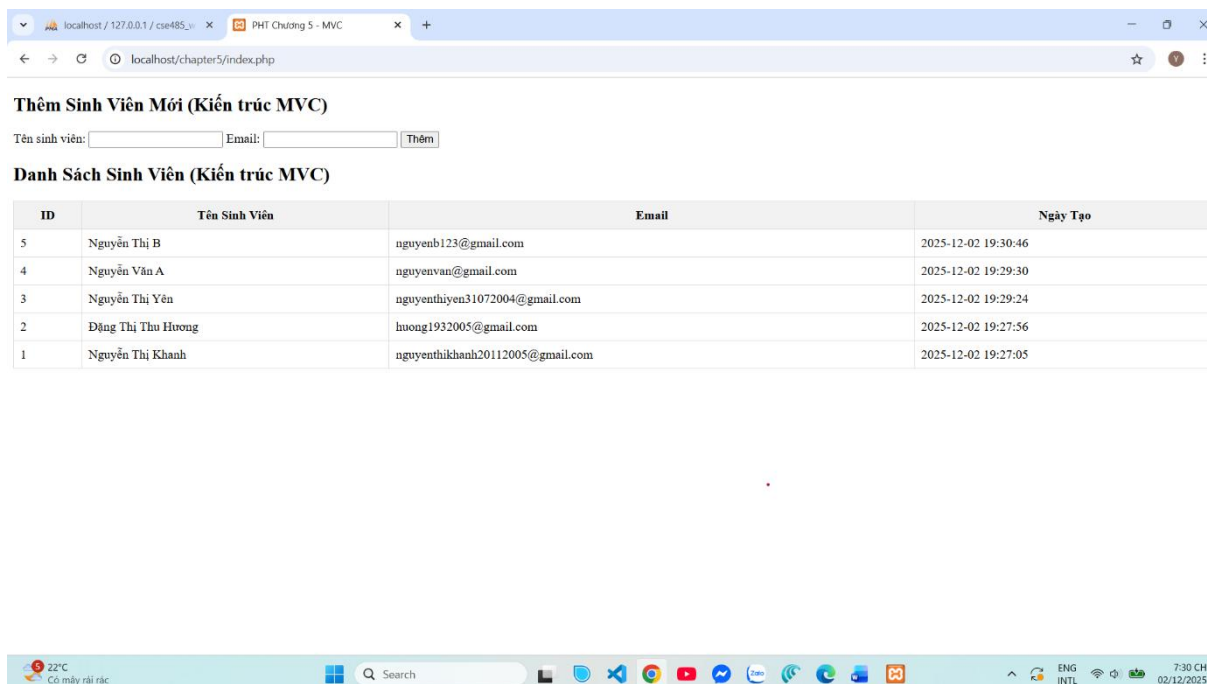 localhost / 127.0.0.1 / cse485_w
PHT Chương 5 - MVC
localhost/chapter5/index.php
Y
Thêm Sinh Viên Mới (Kiến trúc MVC)
Tên sinh viên: Email: Thêm
Danh Sách Sinh Viên (Kiến trúc MVC)
ID Tên Sinh Viên Email Ngày Tạo
5 Nguyễn Thị B nguyenb123@gmail.com 2025-12-02 19:30:46
4 Nguyễn Văn A nguyenvan@gmail.com 2025-12-02 19:29:30
3 Nguyễn Thị Yên nguyenthiyen31072004@gmail.com 2025-12-02 19:29:24
2 Đặng Thị Thu Hương huong1932005@gmail.com 2025-12-02 19:27:56
1 Nguyễn Thị Khanh nguyenthikhanh20112005@gmail.com 2025-12-02 19:27:05
5 22°C
Có mây rải rác
Search
Zalo
ENG
INTL
7:30 CH
02/12/2025